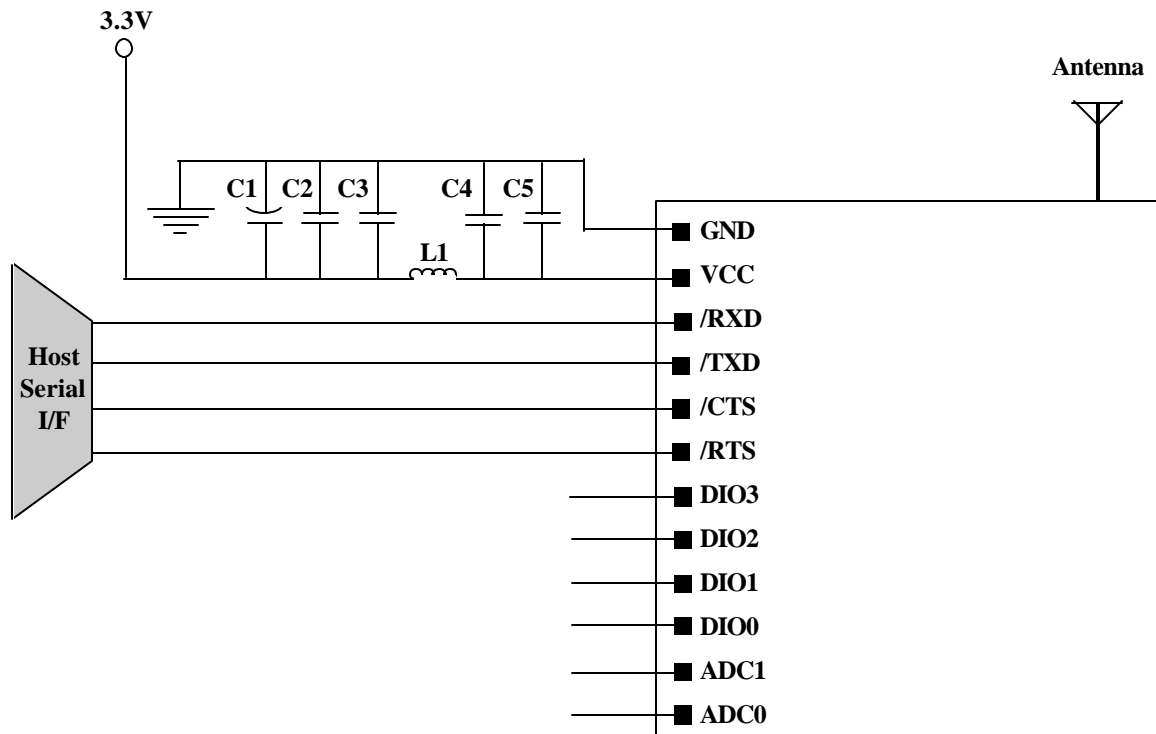 3.3V
Antenna
C1 C2 C3 C4 C5
L1
GND
VCC
/RXD
/TXD
/CTS
/RTS
DIO3
DIO2
DIO1
DIO0
ADC1
ADC0
Host
Serial
I/F